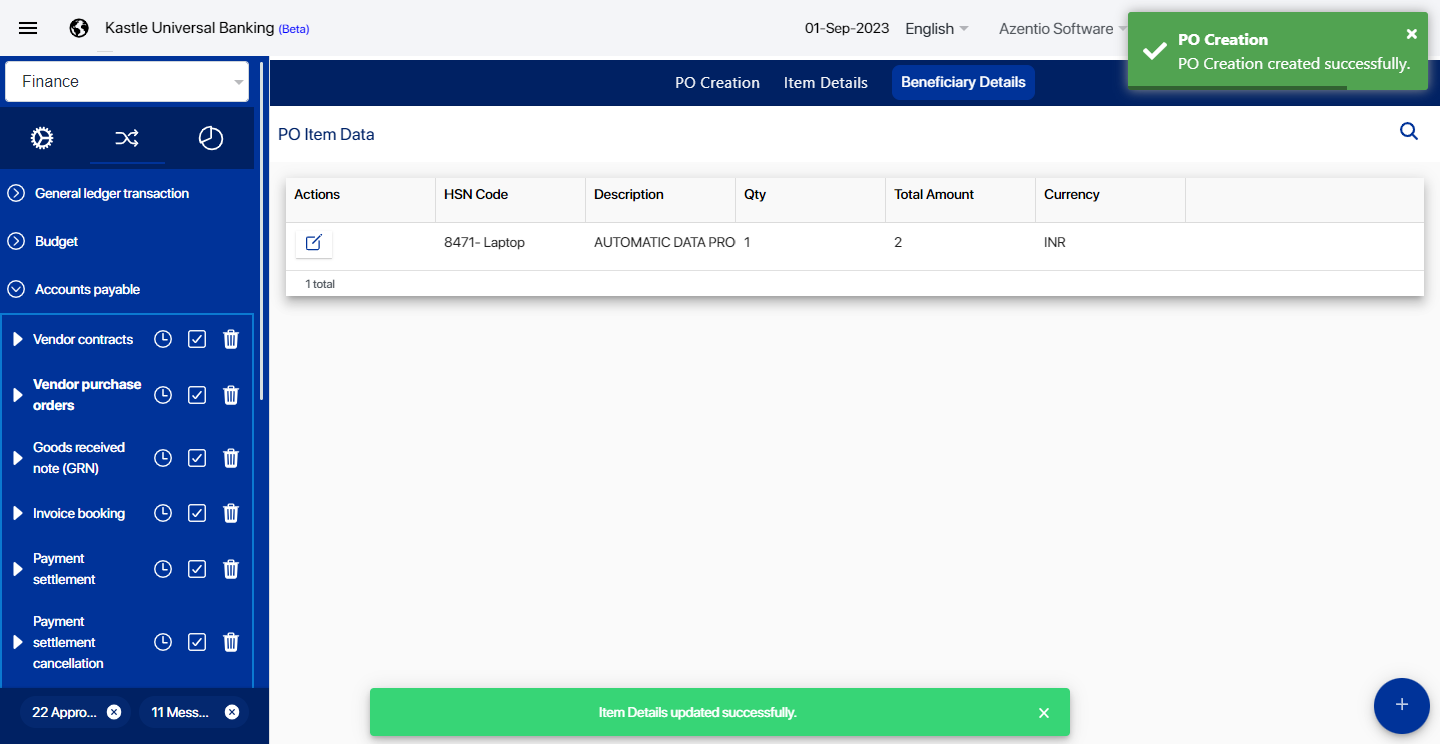 Kastle Universal Banking (Beta)
01-Sep-2023
English
Azentio Software
PO Creation
PO Creation created successfully.
Finance
PO Creation
Item Details
Beneficiary Details
PO Item Data
General ledger transaction
Budget
Accounts payable
Vendor contracts
Vendor purchase
orders
Goods received
note (GRN)
Invoice booking
Payment
settlement
Payment
settlement
cancellation
22 Appro...
11 Mess...
Actions
HSN Code
Description
Qty
Total Amount
Currency
8471- Laptop
AUTOMATIC DATA PRO
1
2
INR
1 total
Item Details updated successfully.